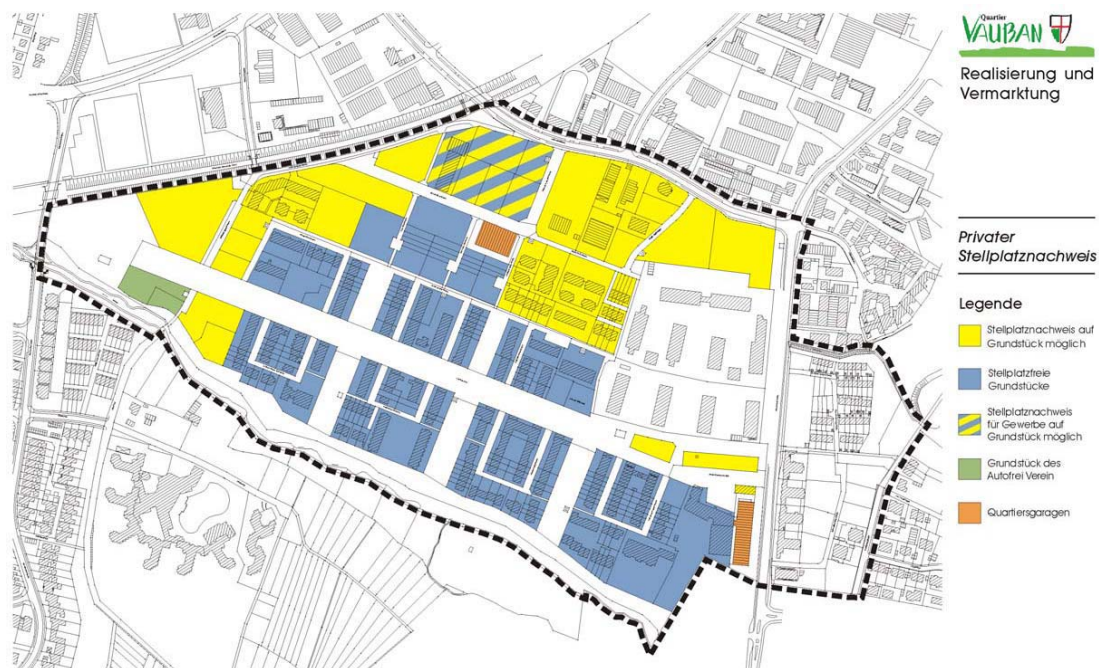 Quartier
VAUBAN
Realisierung und
Vermarktung
Privater
Stellplatznachweis
Legende
Stellplatznachweis auf
Grundstück möglich
Stellplatzfreie
Grundstücke
Stellplatznachweis
für Gewerbe auf
Grundstück möglich
Grundstück des
Autofrei Verein
Quartiersgaragen